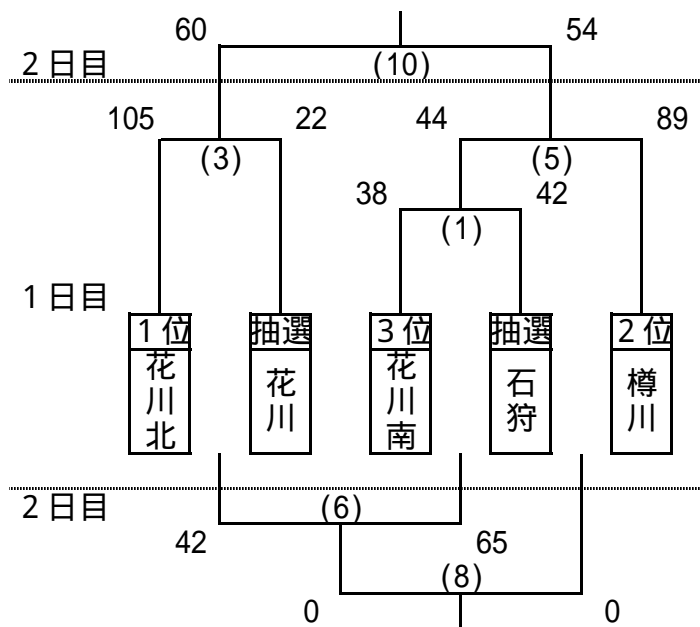 60 54
2日目 (10)
105 22 44 89
(3) (5)
38 42
(1)
1日目
1位 抽選 3位 抽選 2位
花川北 花川 花川南 石狩 樽川
2日目 (6)
42 65
(8)
0 0